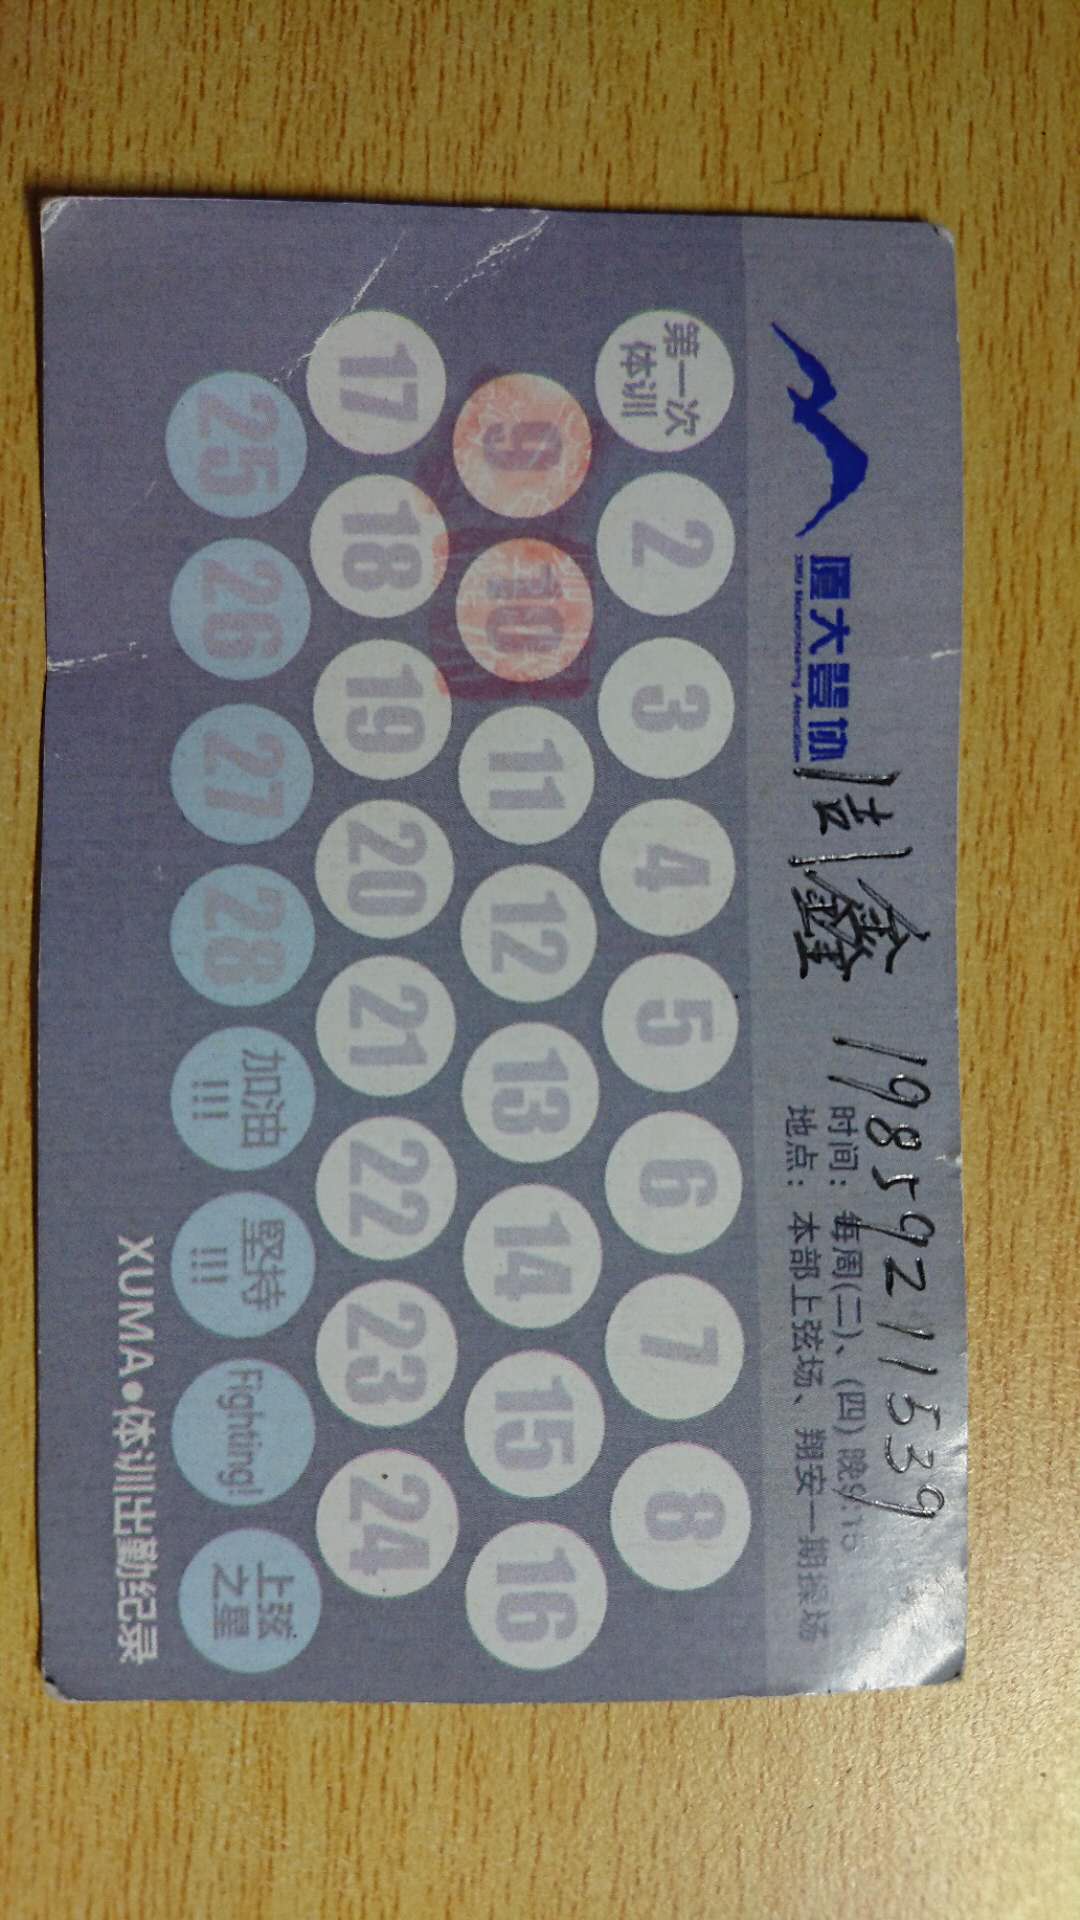 厦大登协
XMU Mountaineering Association
鑫 19859211539
时间：每周(二)、(四)晚9:15
地点：本部上弦场、翔安一期操场
第一次体训 2 3 4 5 6 7 8
9 10 11 12 13 14 15 16
17 18 19 20 21 22 23 24
25 26 27 28 加油!!! 坚持!!! Fighting! 上弦之星
XUMA•体训出勤纪录